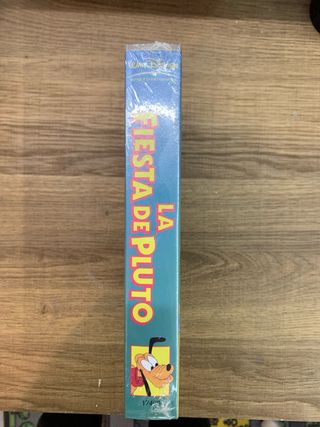 WALT DISNEY
LA
FIESTA DE PLUTO